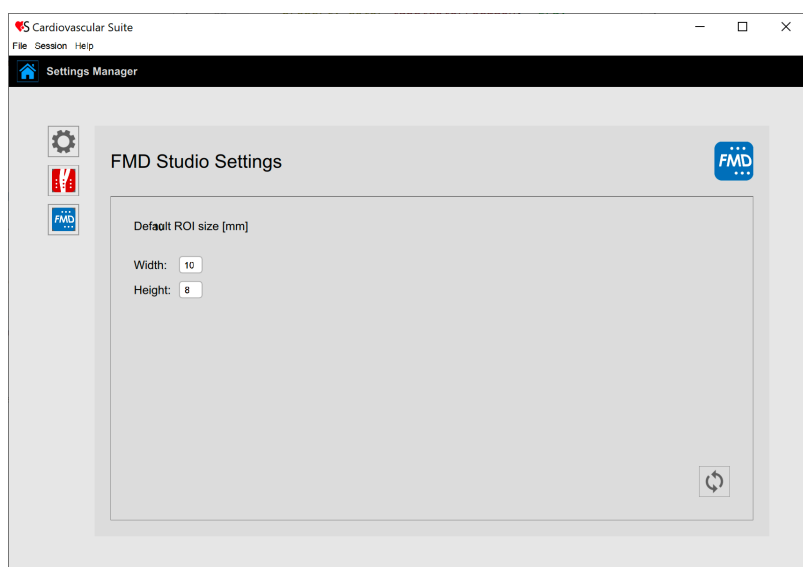 Cardiovascular Suite
File Session Help
Settings Manager
FMD Studio Settings
FMD
FMD
Default ROI size [mm]
Width: 10
Height: 8